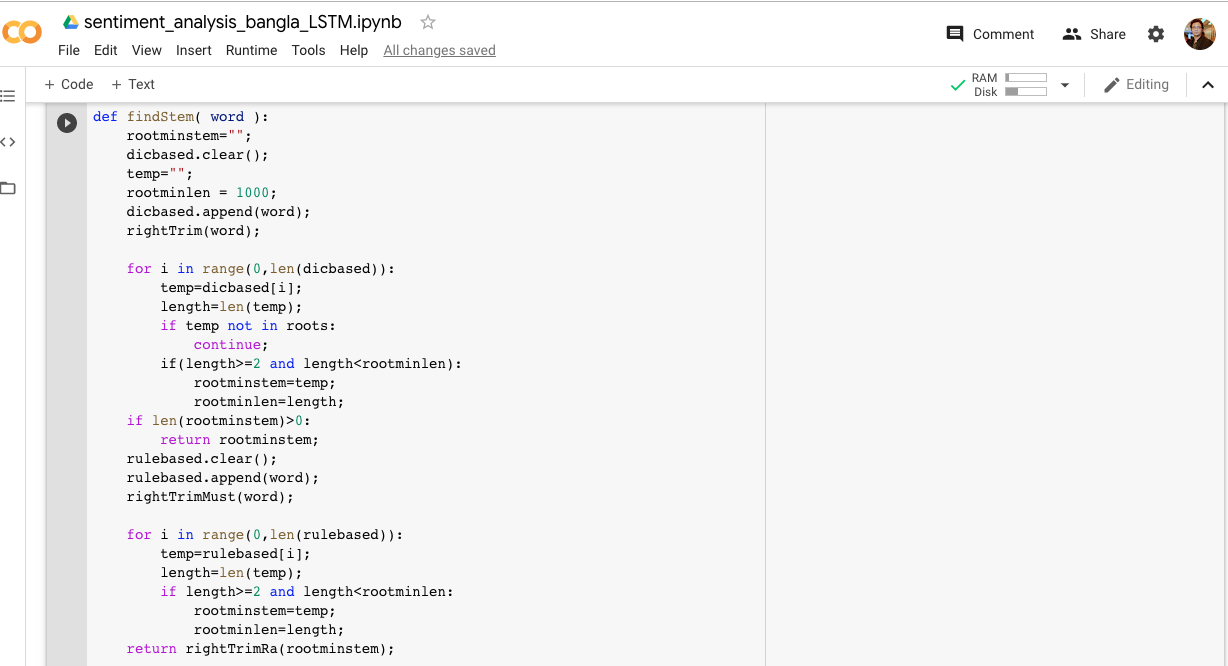 sentiment_analysis_bangla_LSTM.ipynb
File Edit View Insert Runtime Tools Help All changes saved
Comment Share
+ Code + Text
RAM
Disk
Editing
def findStem( word ):
    rootminstem="";
    dicbased.clear();
    temp="";
    rootminlen = 1000;
    dicbased.append(word);
    rightTrim(word);

    for i in range(0,len(dicbased)):
        temp=dicbased[i];
        length=len(temp);
        if temp not in roots:
            continue;
        if(length>=2 and length<rootminlen):
            rootminstem=temp;
            rootminlen=length;
    if len(rootminstem)>0:
        return rootminstem;
    rulebased.clear();
    rulebased.append(word);
    rightTrimMust(word);

    for i in range(0,len(rulebased)):
        temp=rulebased[i];
        length=len(temp);
        if length>=2 and length<rootminlen:
            rootminstem=temp;
            rootminlen=length;
    return rightTrimRa(rootminstem);